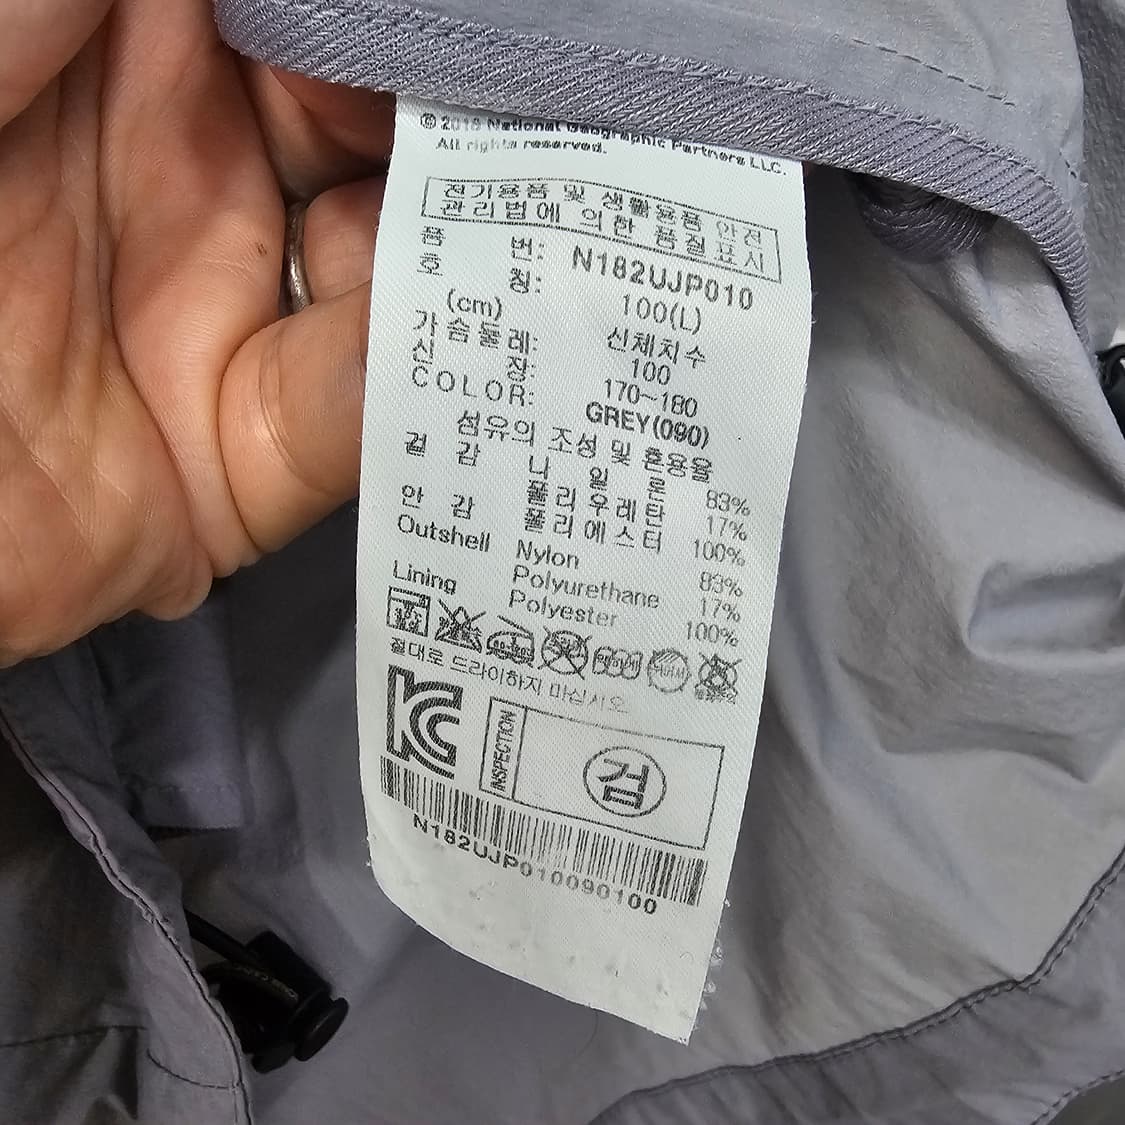 © 2018 National Geographic Partners LLC.
All rights reserved.
전기용품 및 생활용품 안전
관리법에 의한 품질표시
품 번: N182UJP010
호 칭: 100(L)
(cm) 신체치수
가슴둘레: 100
신 장: 170~180
COLOR: GREY(090)
섬유의 조성 및 혼용율
겉 감 나 일 론 83%
폴리우레탄 17%
안 감 폴리에스터 100%
Outshell Nylon 83%
Polyurethane 17%
Lining Polyester 100%
절대로 드라이하지 마십시오
KC
INSPECTION
검
N182UJP010090100